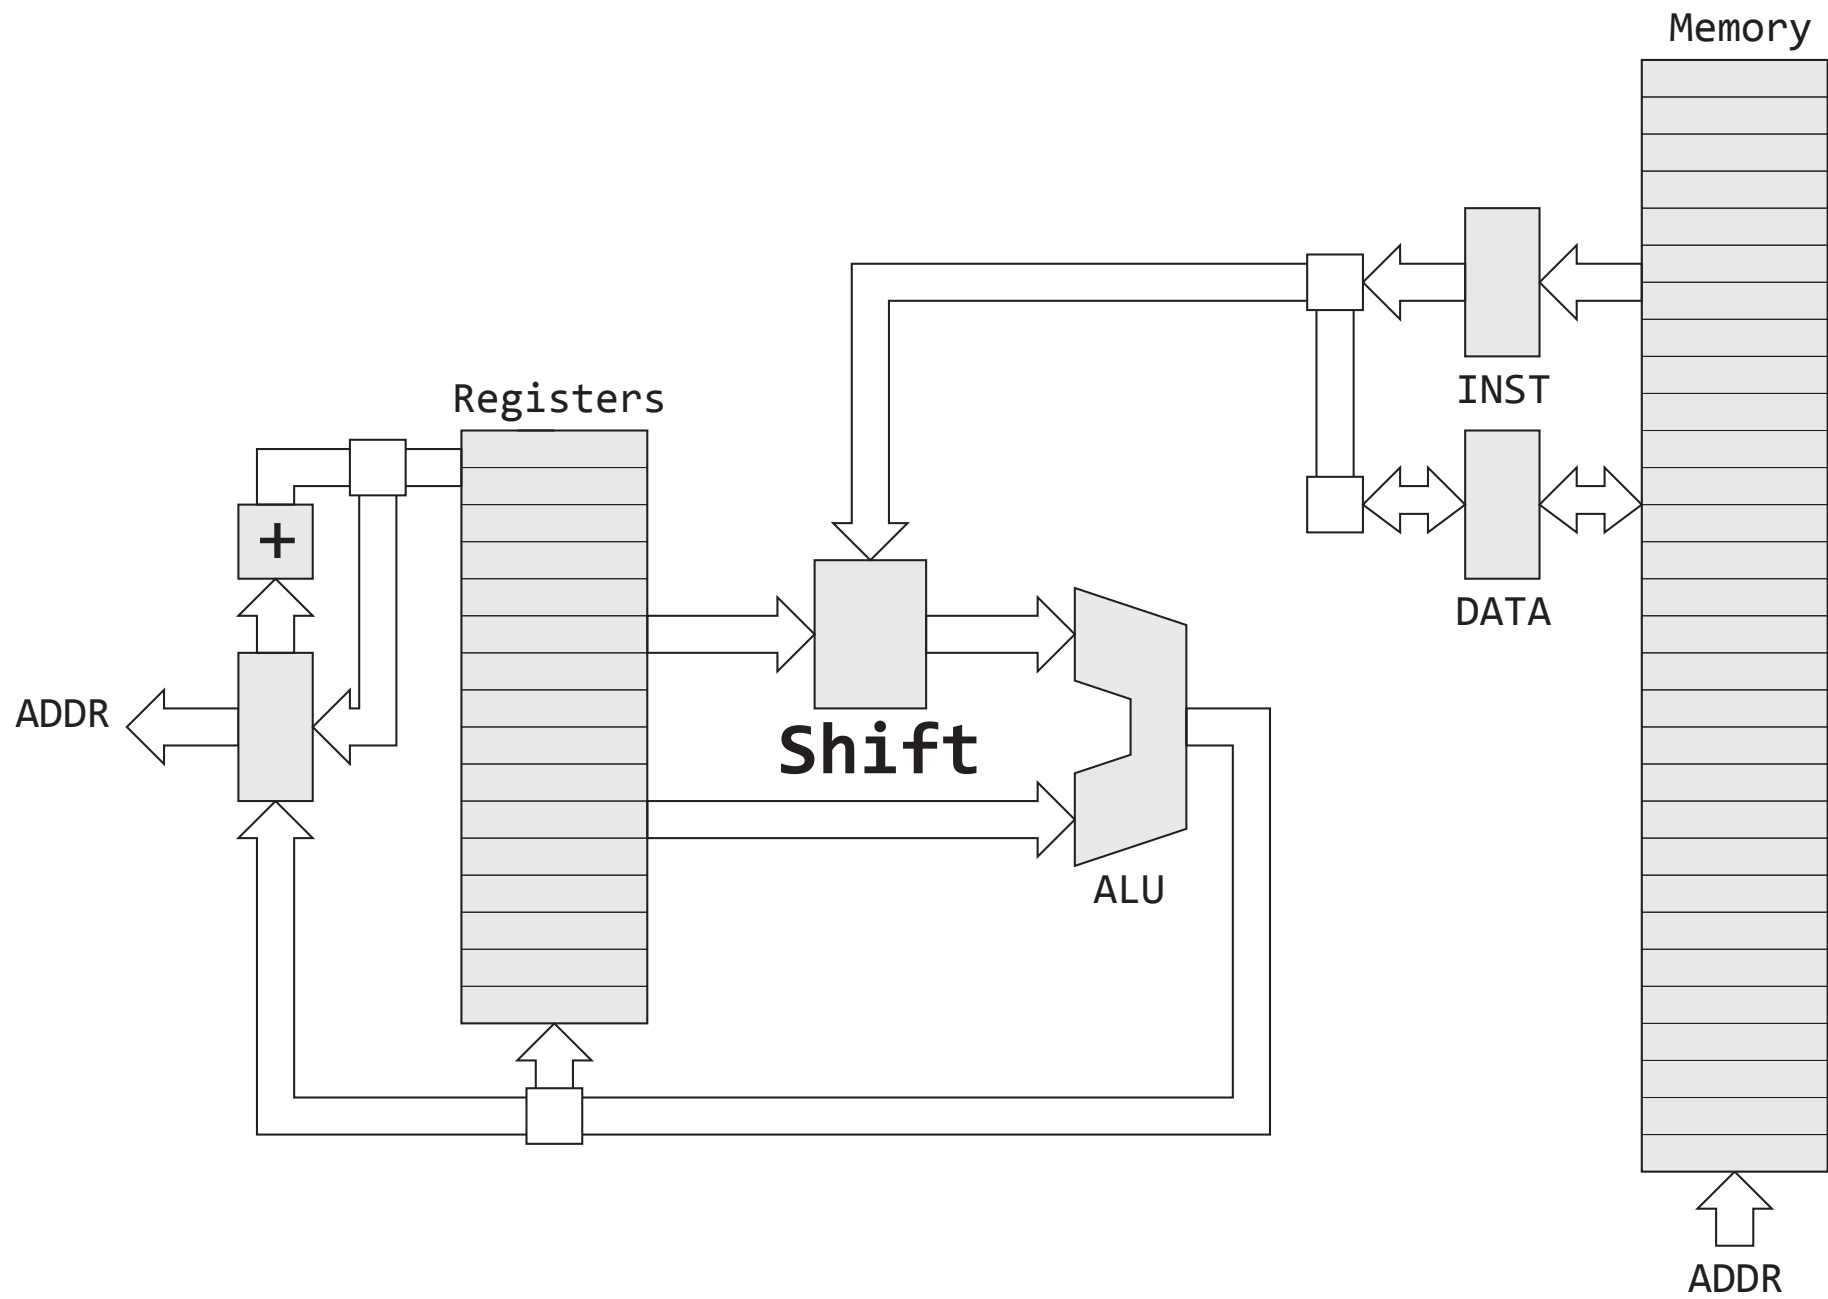 Memory
INST
Registers
+
DATA
ADDR
Shift
ALU
ADDR